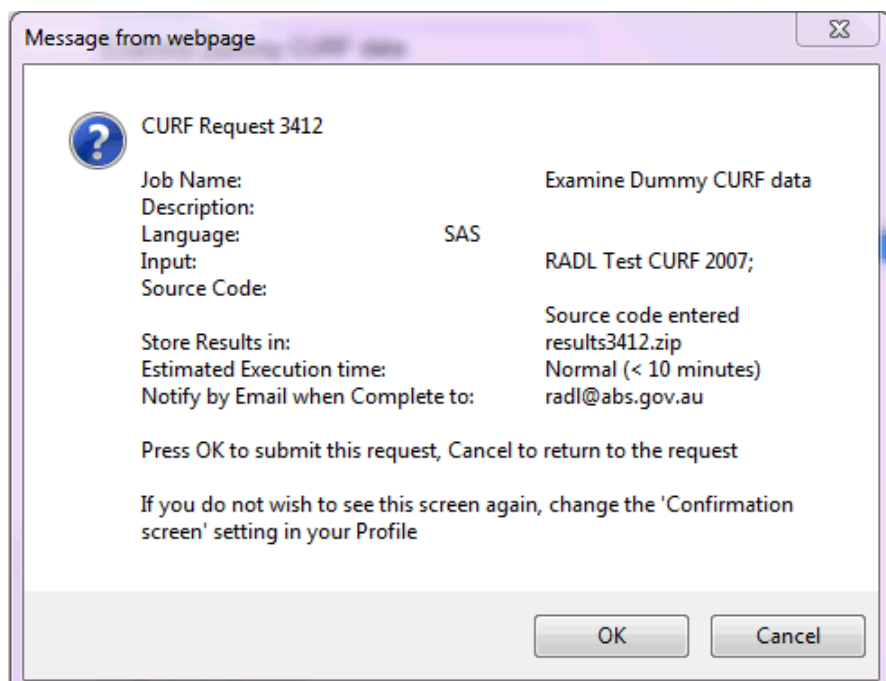 Message from webpage
CURF Request 3412
Job Name: Examine Dummy CURF data
Description:
Language: SAS
Input: RADL Test CURF 2007;
Source Code:
Source code entered
Store Results in: results3412.zip
Estimated Execution time: Normal (< 10 minutes)
Notify by Email when Complete to: radl@abs.gov.au
Press OK to submit this request, Cancel to return to the request
If you do not wish to see this screen again, change the 'Confirmation
screen' setting in your Profile
OK Cancel